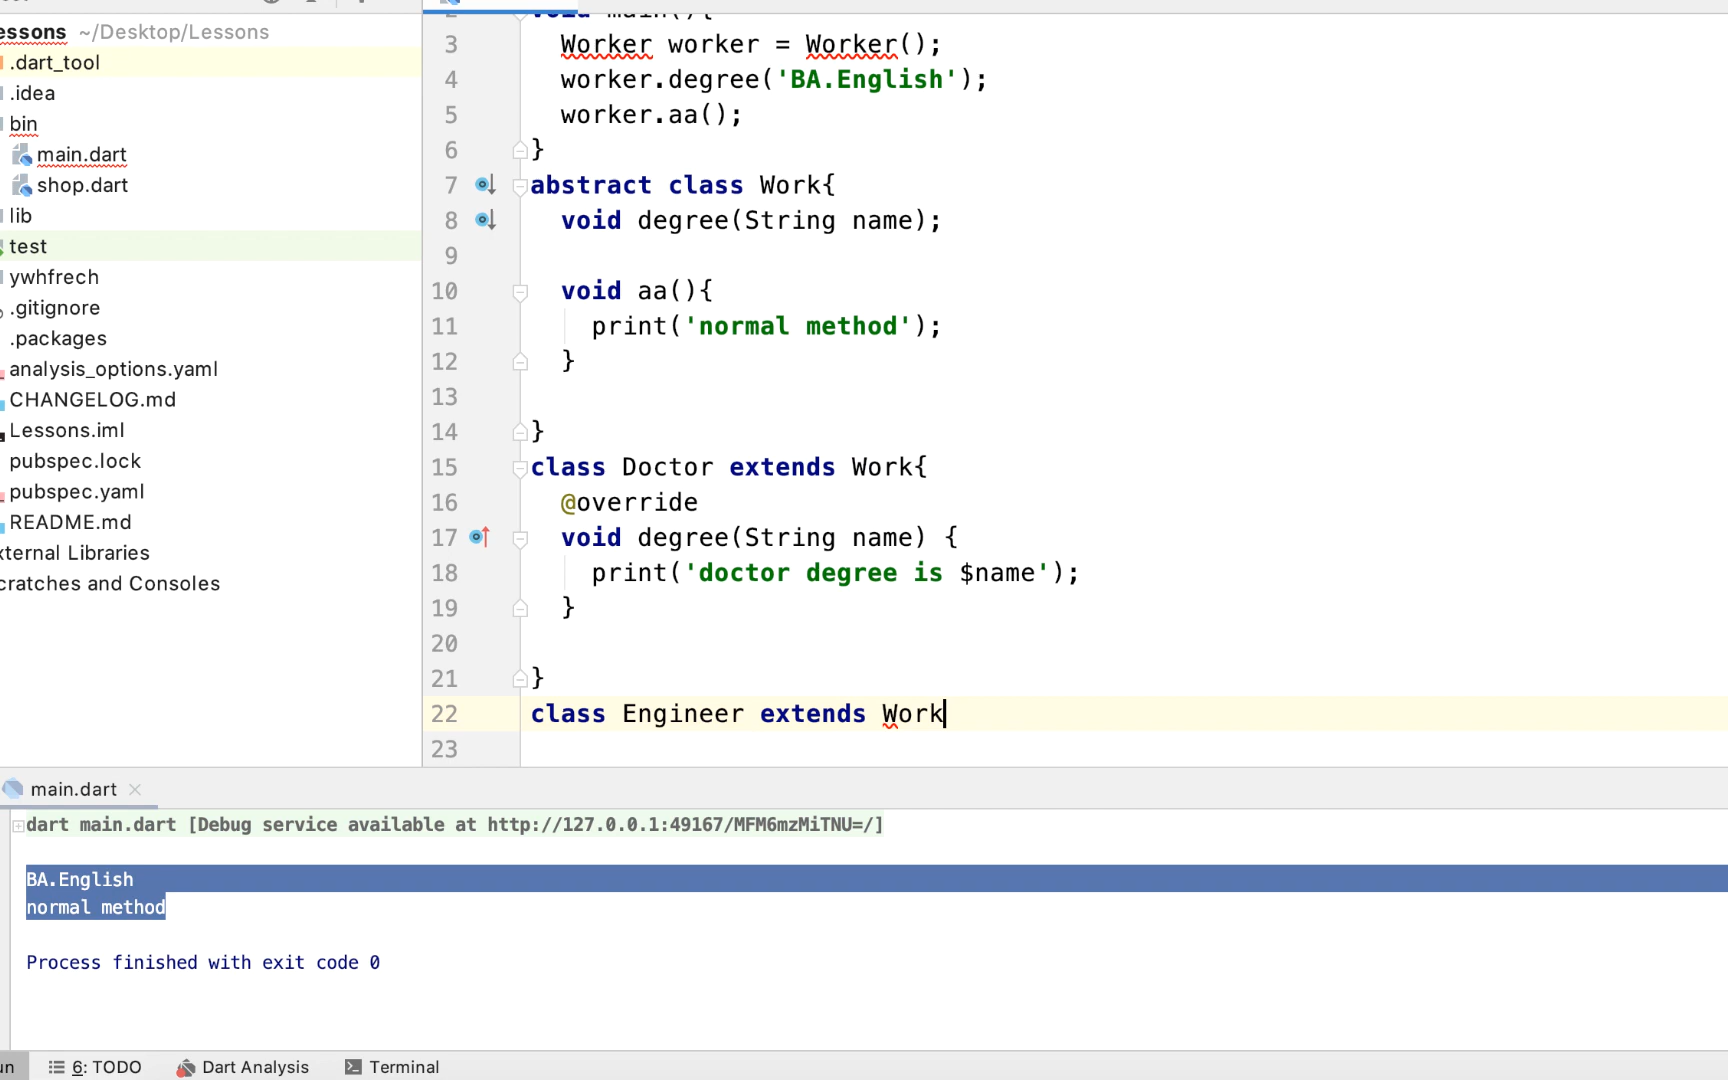 essons ~/Desktop/Lessons
.dart_tool
.idea
bin
main.dart
shop.dart
lib
test
ywhfrech
.gitignore
.packages
analysis_options.yaml
CHANGELOG.md
Lessons.iml
pubspec.lock
pubspec.yaml
README.md
xternal Libraries
cratches and Consoles
2 void main(){
3 Worker worker = Worker();
4 worker.degree('BA.English');
5 worker.aa();
6 }
7 abstract class Work{
8 void degree(String name);
9
10 void aa(){
11 print('normal method');
12 }
13
14 }
15 class Doctor extends Work{
16 @override
17 void degree(String name) {
18 print('doctor degree is $name');
19 }
20
21 }
22 class Engineer extends Work
23
main.dart
dart main.dart [Debug service available at http://127.0.0.1:49167/MFM6mzMiTNU=/]
BA.English
normal method
Process finished with exit code 0
un 6: TODO Dart Analysis Terminal